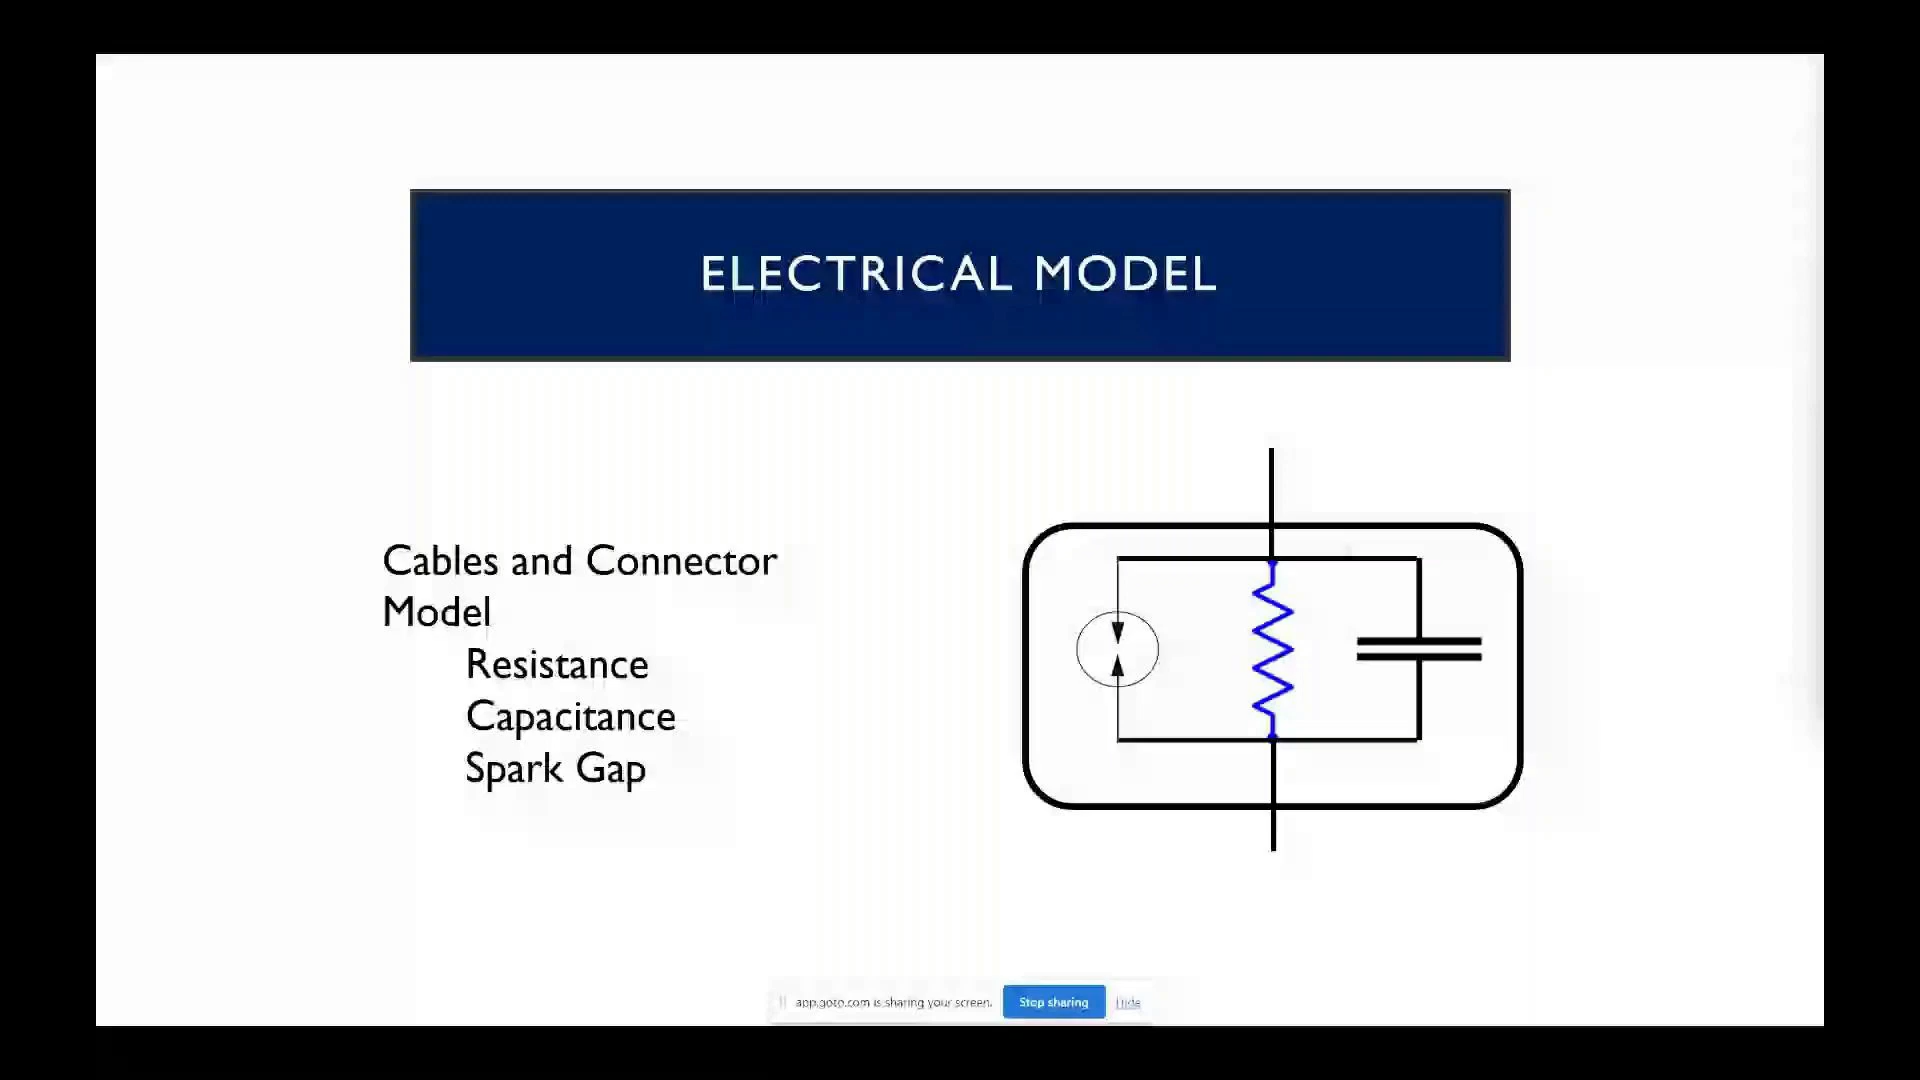 ELECTRICAL MODEL
Cables and Connector
Model
Resistance
Capacitance
Spark Gap
app.goto.com is sharing your screen.
Stop sharing
Hide